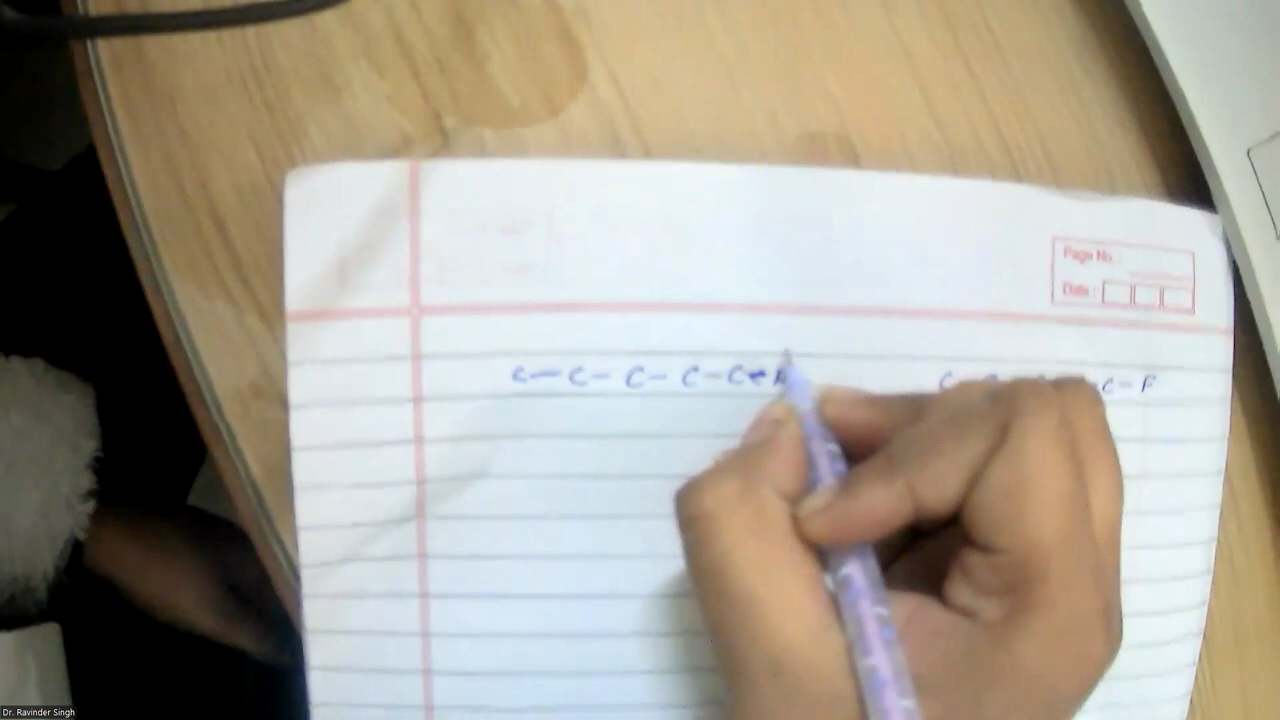 Page No.
Date :
C — C — C — C — C
C — F
Dr. Ravinder Singh